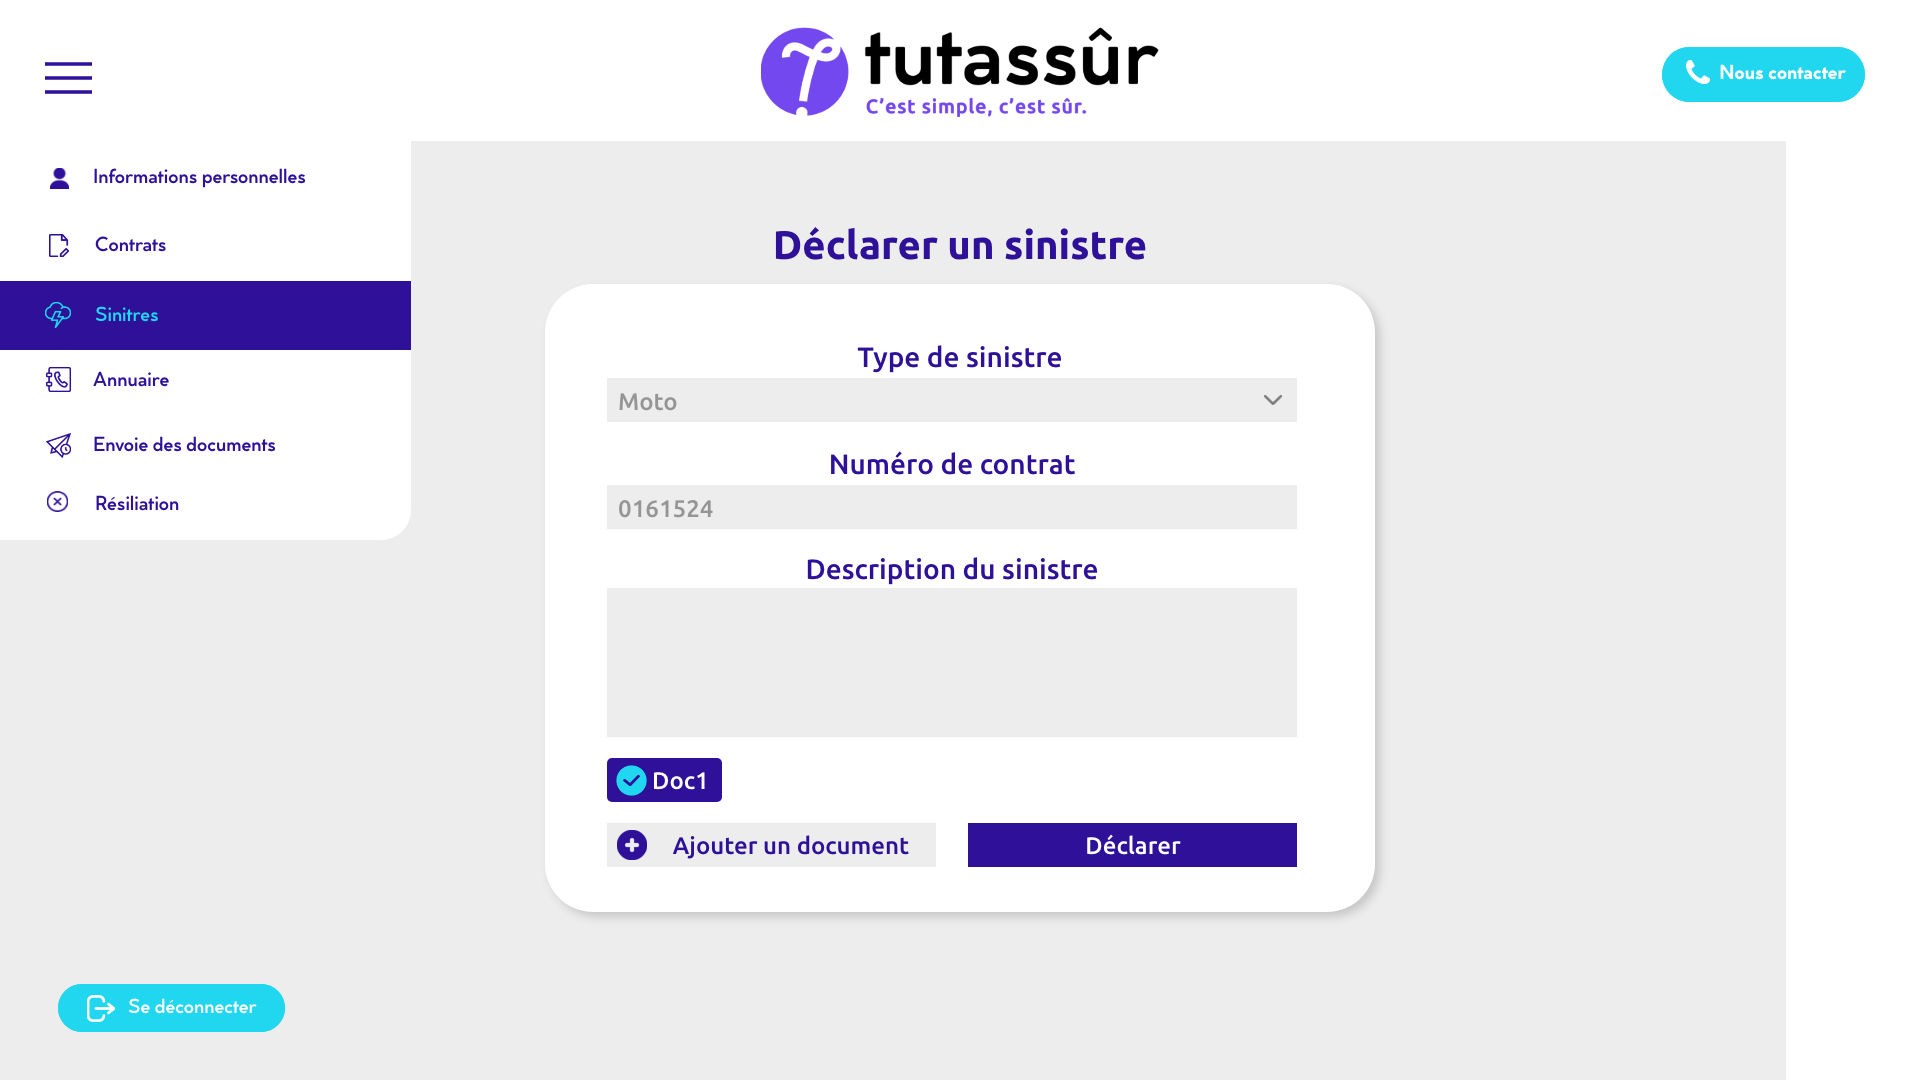 tutassûr
C'est simple, c'est sûr.
Nous contacter
Informations personnelles
Contrats
Sinitres
Annuaire
Envoie des documents
Résiliation
Déclarer un sinistre
Type de sinistre
Moto
Numéro de contrat
0161524
Description du sinistre
Doc1
Ajouter un document
Déclarer
Se déconnecter